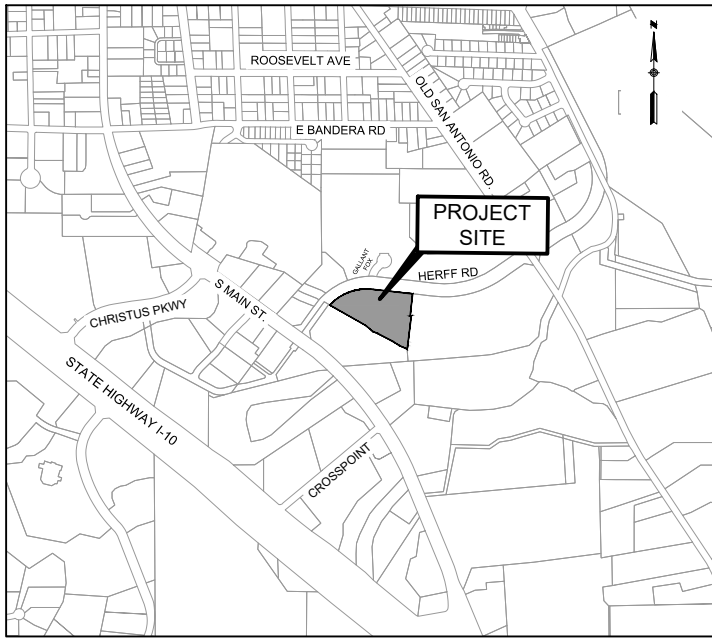 ROOSEVELT AVE
E BANDERA RD
OLD SAN ANTONIO RD.
N
PROJECT
SITE
GALLANT
FOX
HERFF RD
S MAIN ST.
CHRISTUS PKWY
STATE HIGHWAY I-10
CROSSPOINT